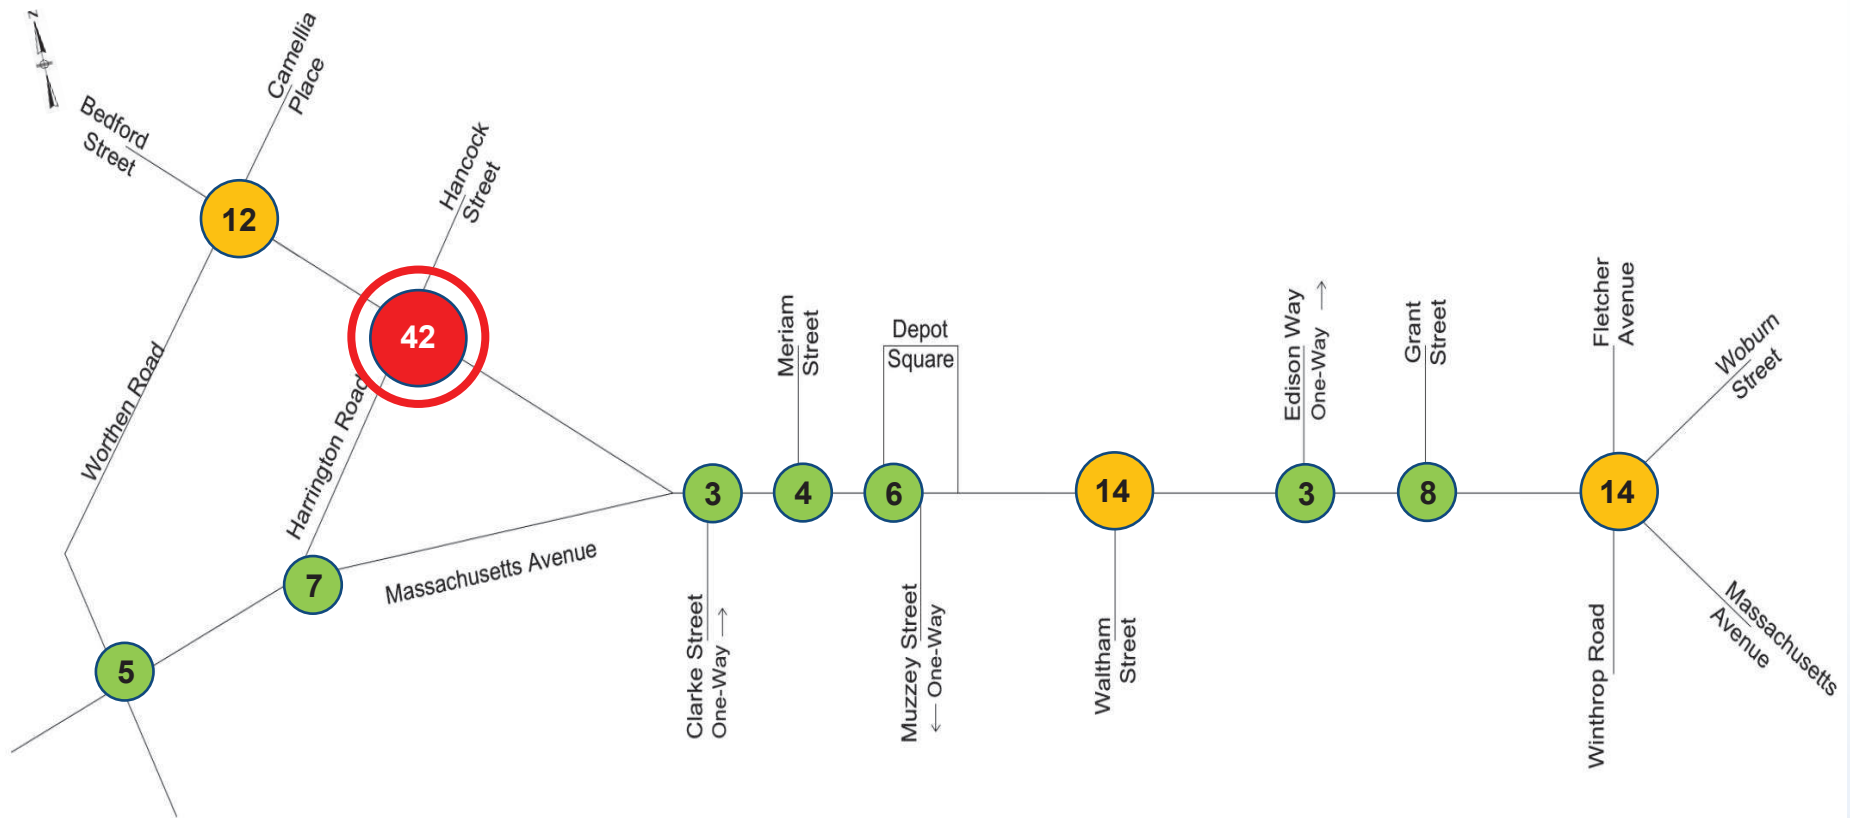 N
Camellia
Place
Bedford
Street
Hancock
Street
12
42
Worthen Road
Harrington Road
7
5
Massachusetts Avenue
Meriam
Street
Depot
Square
3
4
6
14
3
8
14
Clarke Street
One-Way →
Muzzey Street
← One-Way
Waltham
Street
Edison Way
One-Way →
Grant
Street
Fletcher
Avenue
Woburn
Street
Winthrop Road
Massachusetts
Avenue